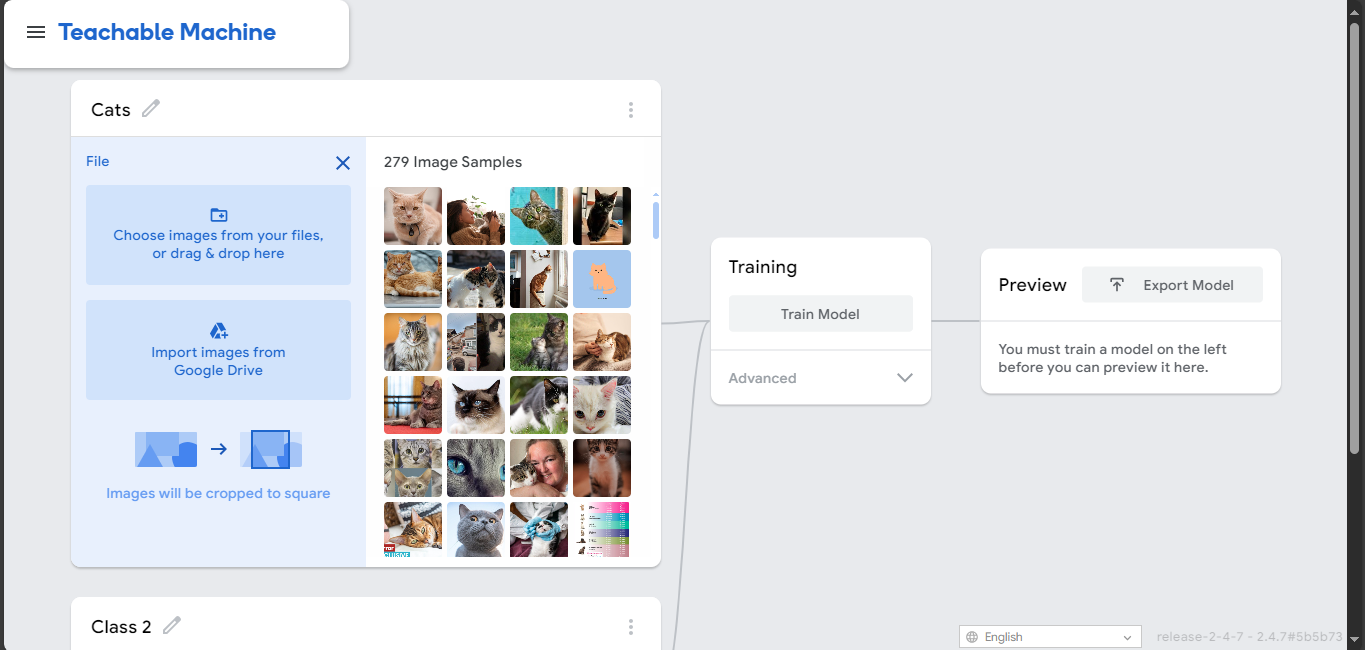 Teachable Machine
Cats
File
279 Image Samples
Choose images from your files,
or drag & drop here
Import images from
Google Drive
Images will be cropped to square
Training
Train Model
Advanced
Preview
Export Model
You must train a model on the left
before you can preview it here.
Class 2
English
release-2-4-7 - 2.4.7#5b5b73